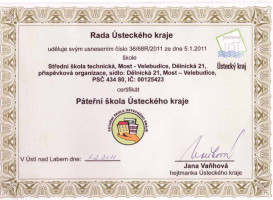 Rada Ústeckého kraje
uděluje svým usnesením číslo 36/88R/2011 ze dne 5.1.2011
škole
Střední škola technická, Most - Velebudice, Dělnická 21,
příspěvková organizace, sídlo: Dělnická 21, Most – Velebudice,
PSČ 434 80, IČ: 00125423
Ústecký kraj
certifikát
Páteřní škola Ústeckého kraje
V Ústí nad Labem dne:
Jana Vaňhová
hejtmanka Ústeckého kraje